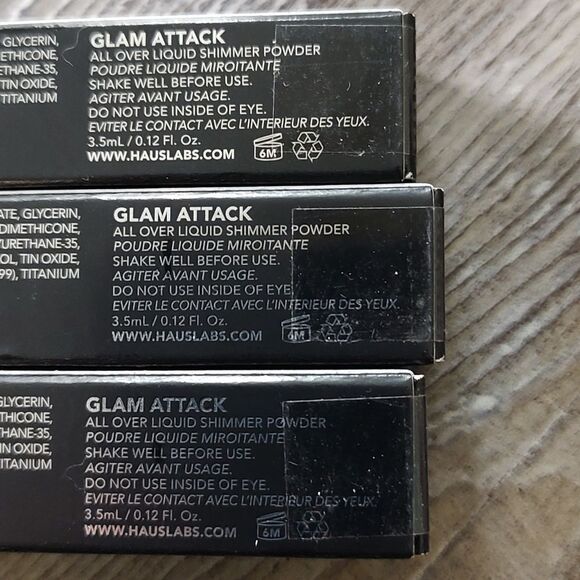 GLYCERIN,
ETHICONE,
ETHANE-35,
TIN OXIDE,
TITANIUM
GLAM ATTACK
ALL OVER LIQUID SHIMMER POWDER
POUDRE LIQUIDE MIROITANTE
SHAKE WELL BEFORE USE.
AGITER AVANT USAGE.
DO NOT USE INSIDE OF EYE.
EVITER LE CONTACT AVEC L'INTERIEUR DES YEUX.
3.5mL / 0.12 Fl. Oz.
WWW.HAUSLABS.COM
6M
ATE, GLYCERIN,
DIMETHICONE,
YURETHANE-35,
OL, TIN OXIDE,
99), TITANIUM
GLAM ATTACK
ALL OVER LIQUID SHIMMER POWDER
POUDRE LIQUIDE MIROITANTE
SHAKE WELL BEFORE USE.
AGITER AVANT USAGE.
DO NOT USE INSIDE OF EYE.
EVITER LE CONTACT AVEC L'INTERIEUR DES YEUX.
3.5mL / 0.12 Fl. Oz.
WWW.HAUSLABS.COM
6M
GLYCERIN,
THICONE,
THANE-35,
IN OXIDE,
ITANIUM
GLAM ATTACK
ALL OVER LIQUID SHIMMER POWDER
POUDRE LIQUIDE MIROITANTE
SHAKE WELL BEFORE USE.
AGITER AVANT USAGE.
DO NOT USE INSIDE OF EYE.
EVITER LE CONTACT AVEC L'INTERIEUR DES YEUX.
3.5mL / 0.12 Fl. Oz.
WWW.HAUSLABS.COM
6M